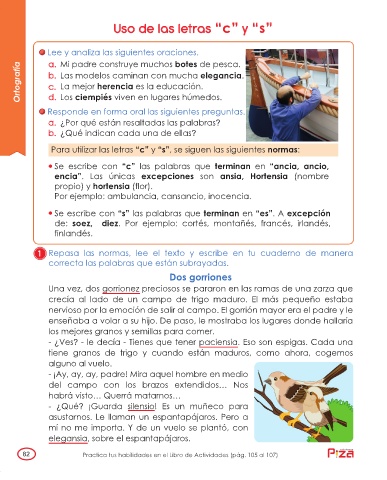 Uso de las letras “c” y “s”
Ortografía
Lee y analiza las siguientes oraciones.
a. Mi padre construye muchos botes de pesca.
b. Las modelos caminan con mucha elegancia.
c. La mejor herencia es la educación.
d. Los ciempiés viven en lugares húmedos.
Responde en forma oral las siguientes preguntas.
a. ¿Por qué están resaltadas las palabras?
b. ¿Qué indican cada una de ellas?
Para utilizar las letras “c” y “s”, se siguen las siguientes normas:
Se escribe con “c” las palabras que terminan en “ancia, ancio,
encia”. Las únicas excepciones son ansia, Hortensia (nombre
propio) y hortensia (flor).
Por ejemplo: ambulancia, cansancio, inocencia.
Se escribe con “s” las palabras que terminan en “es”. A excepción
de: soez, diez. Por ejemplo: cortés, montañés, francés, irlandés,
finlandés.
1 Repasa las normas, lee el texto y escribe en tu cuaderno de manera
correcta las palabras que están subrayadas.
Dos gorriones
Una vez, dos gorrionez preciosos se pararon en las ramas de una zarza que
crecía al lado de un campo de trigo maduro. El más pequeño estaba
nervioso por la emoción de salir al campo. El gorrión mayor era el padre y le
enseñaba a volar a su hijo. De paso, le mostraba los lugares donde hallaría
los mejores granos y semillas para comer.
- ¿Ves? - le decía - Tienes que tener paciensia. Eso son espigas. Cada una
tiene granos de trigo y cuando están maduros, como ahora, cogemos
alguno al vuelo.
- ¡Ay, ay, ay, padre! Mira aquel hombre en medio
del campo con los brazos extendidos... Nos
habrá visto... Querrá matarnos...
- ¿Qué? ¡Guarda silensio! Es un muñeco para
asustarnos. Le llaman un espantapájaros. Pero a
mí no me importa. Y de un vuelo se plantó, con
elegansia, sobre el espantapájaros.
62
Practica tus habilidades en el Libro de Actividades (pág. 105 al 107)